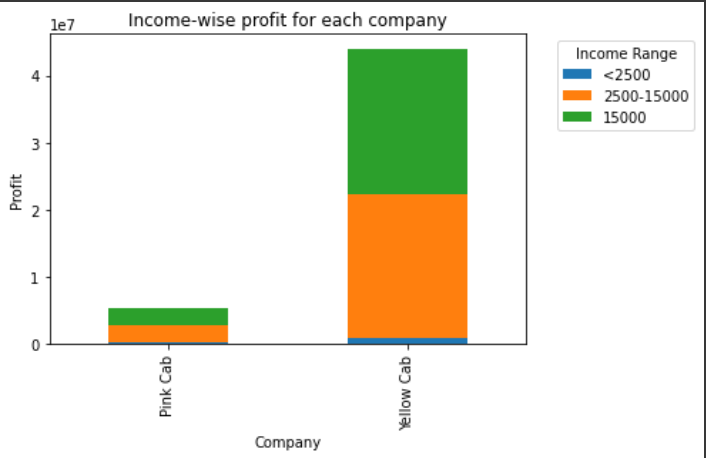 Income-wise profit for each company
1e7
4
3
2
1
0
Profit
Pink Cab
Yellow Cab
Company
Income Range
<2500
2500-15000
15000